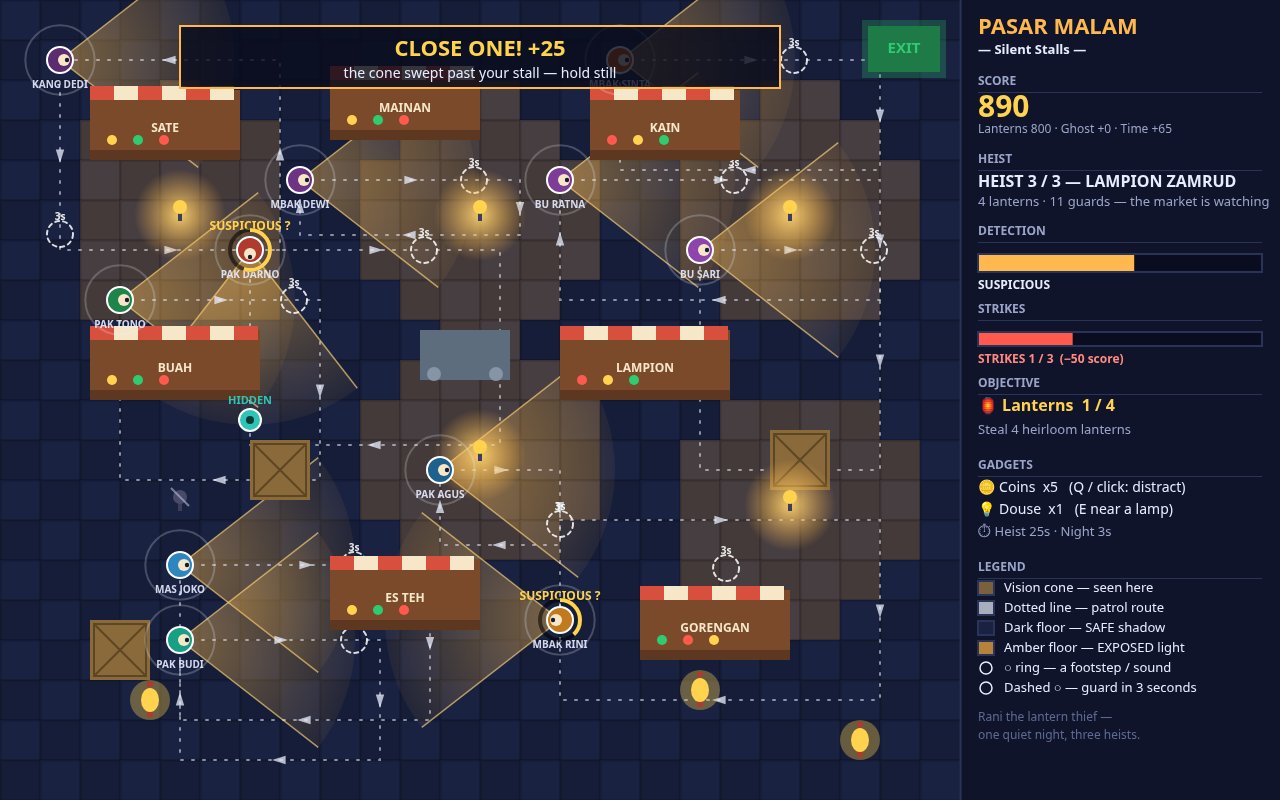 CLOSE ONE! +25
the cone swept past your stall — hold still
EXIT
3s
KANG DEDI
MBAK SINTA
SATE
MAINAN
KAIN
3s
3s
MBAK DEWI
BU RATNA
3s
SUSPICIOUS ?
3s
3s
PAK DARNO
BU SARI
3s
PAK TONO
BUAH
LAMPION
HIDDEN
PAK AGUS
3s
3s
3s
MAS JOKO
ES TEH
SUSPICIOUS ?
GORENGAN
MBAK RINI
PAK BUDI
PASAR MALAM
— Silent Stalls —
SCORE
890
Lanterns 800 · Ghost +0 · Time +65
HEIST
HEIST 3 / 3 — LAMPION ZAMRUD
4 lanterns · 11 guards — the market is watching
DETECTION
SUSPICIOUS
STRIKES
STRIKES 1 / 3 (−50 score)
OBJECTIVE
Lanterns 1 / 4
Steal 4 heirloom lanterns
GADGETS
Coins x5 (Q / click: distract)
Douse x1 (E near a lamp)
⏱ Heist 25s · Night 3s
LEGEND
Vision cone — seen here
Dotted line — patrol route
Dark floor — SAFE shadow
Amber floor — EXPOSED light
○ ring — a footstep / sound
Dashed ○ — guard in 3 seconds
Rani the lantern thief —
one quiet night, three heists.